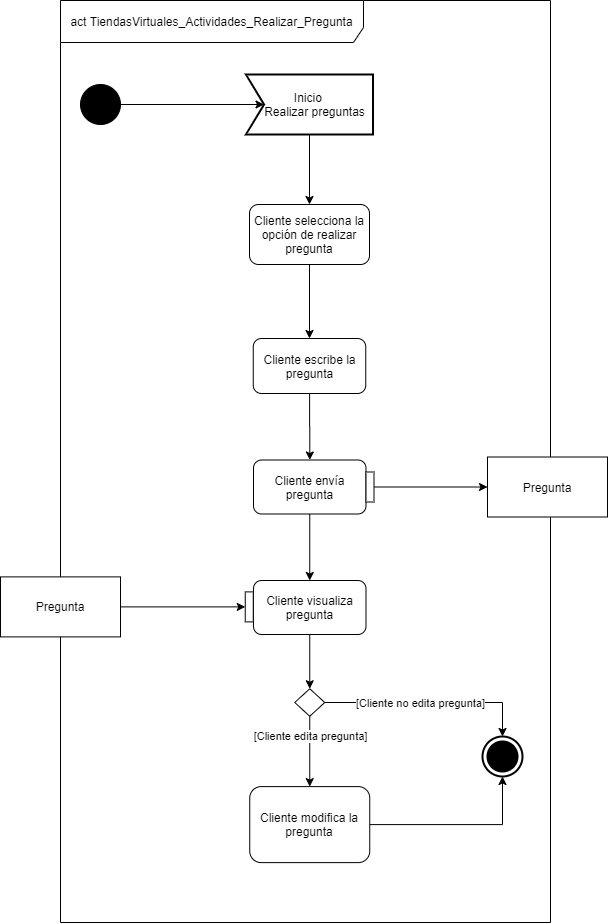 act TiendasVirtuales_Actividades_Realizar_Pregunta
Inicio
Realizar preguntas
Cliente selecciona la
opción de realizar
pregunta
Cliente escribe la
pregunta
Cliente envía
pregunta
Pregunta
Pregunta
Cliente visualiza
pregunta
[Cliente no edita pregunta]
[Cliente edita pregunta]
Cliente modifica la
pregunta